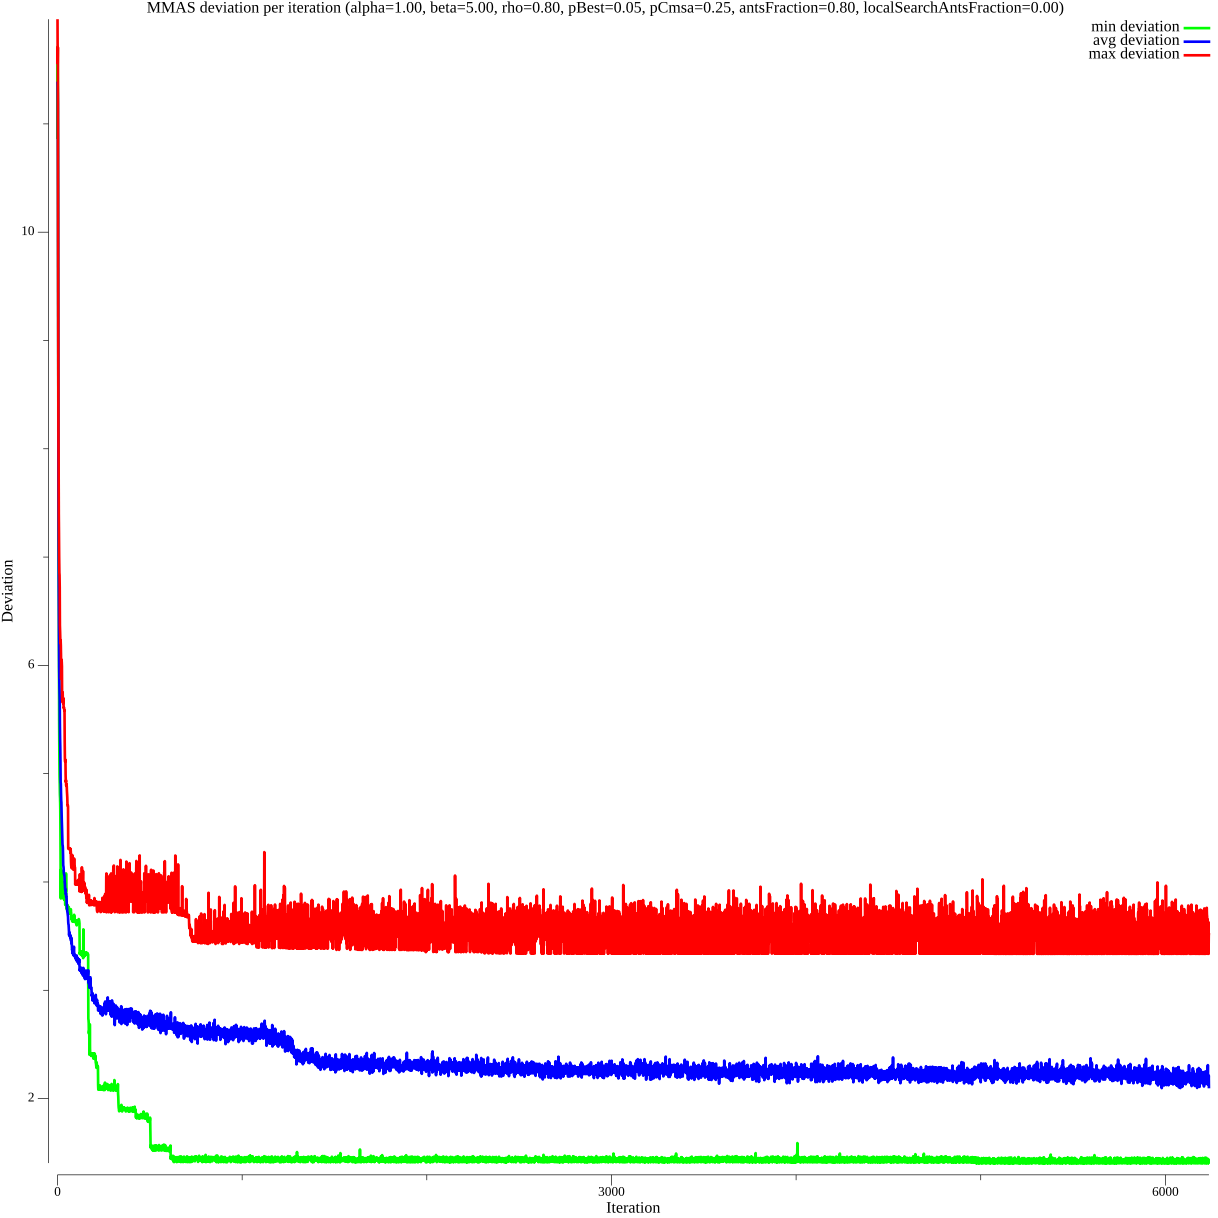 MMAS deviation per iteration (alpha=1.00, beta=5.00, rho=0.80, pBest=0.05, pCmsa=0.25, antsFraction=0.80, localSearchAntsFraction=0.00)
min deviation
avg deviation
max deviation
10
6
2
Deviation
0
3000
6000
Iteration